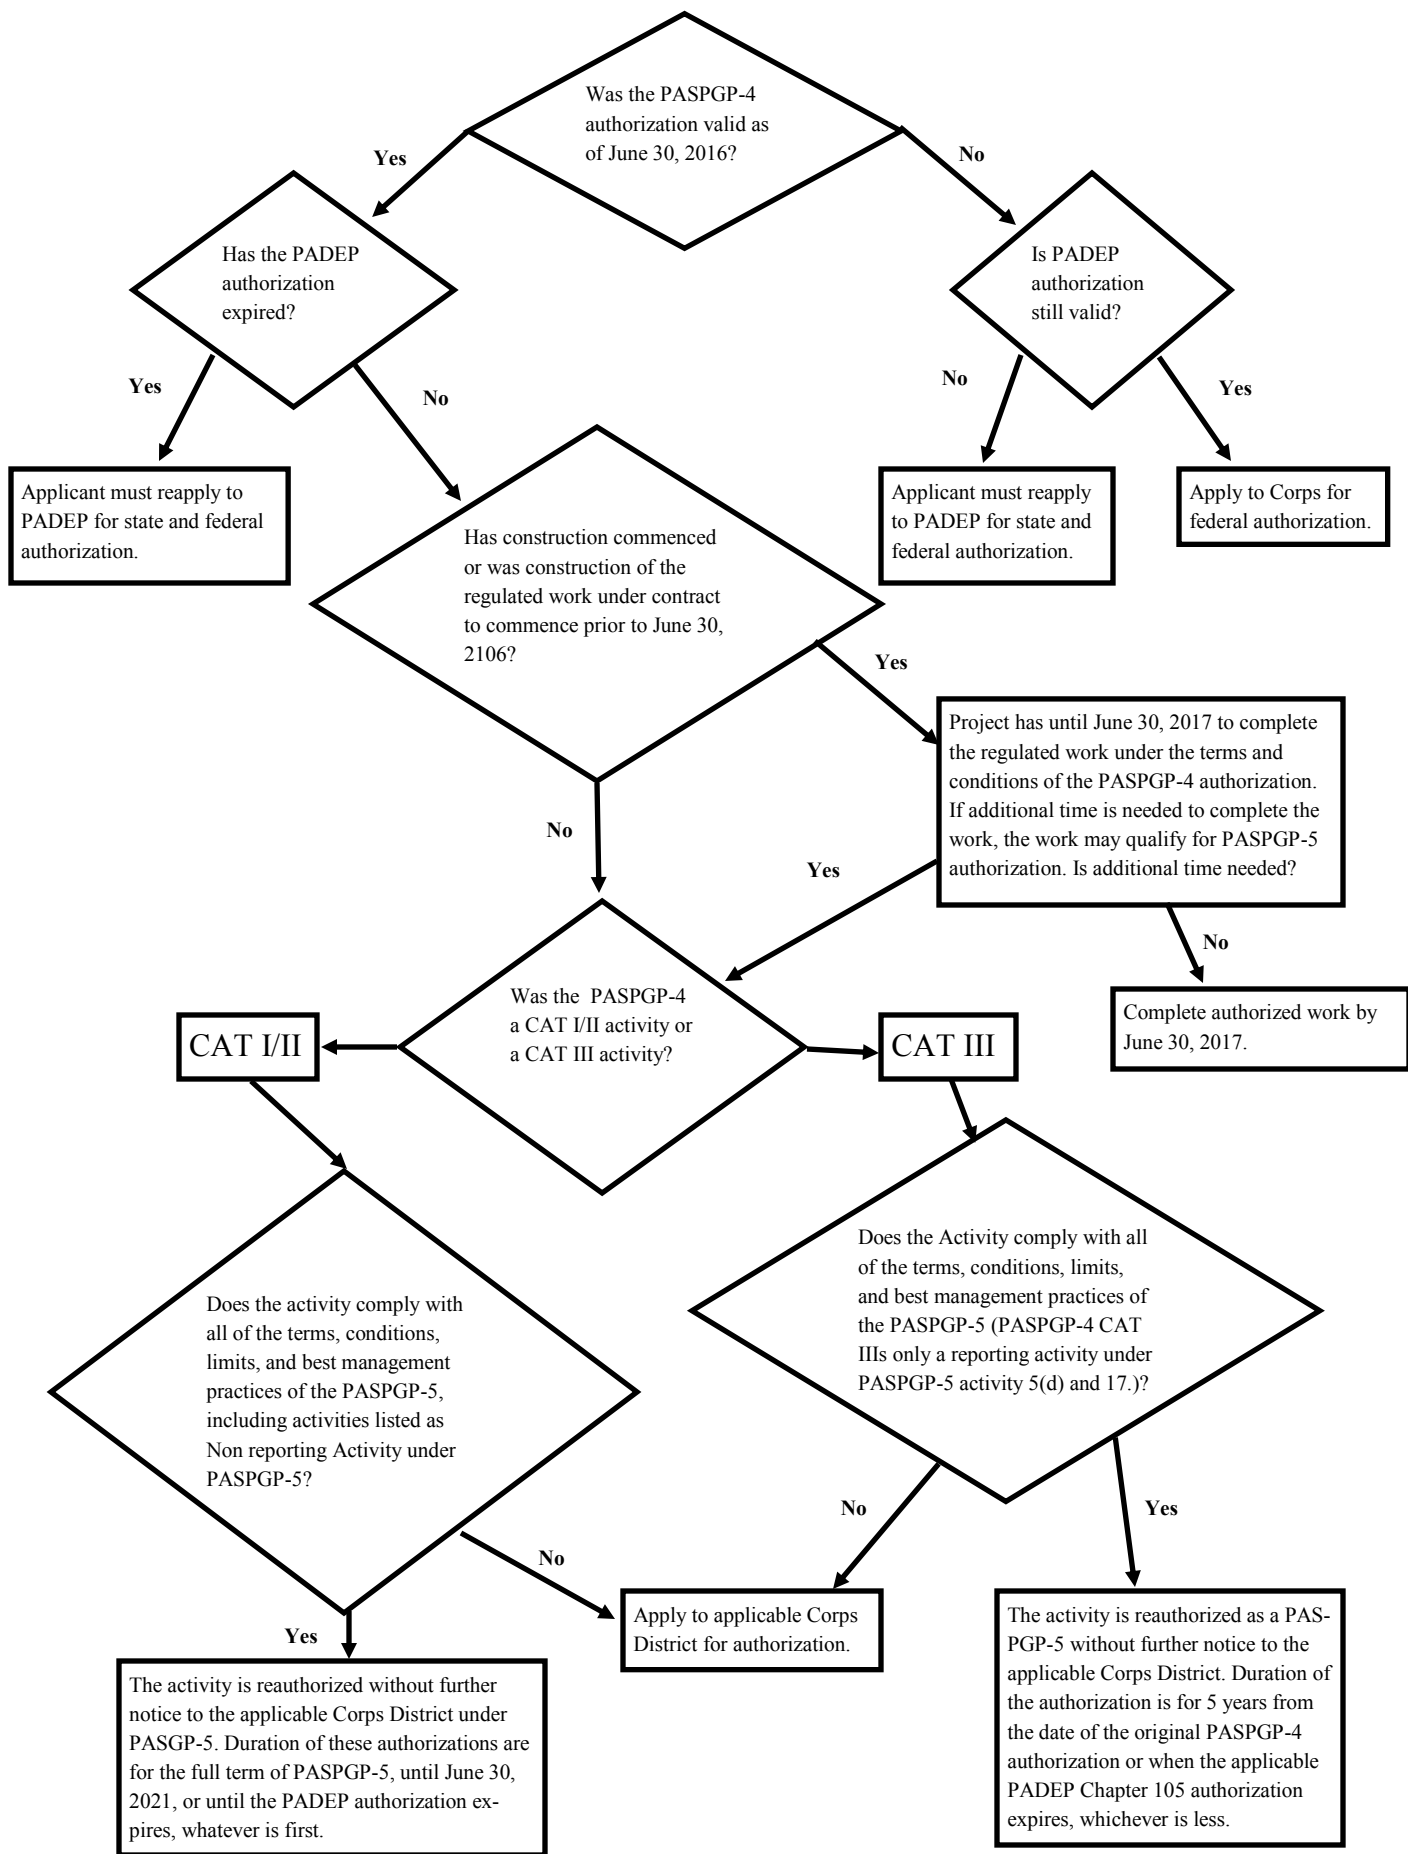 Was the PASPGP-4
authorization valid as
of June 30, 2016?
Yes
No
Has the PADEP
authorization
expired?
Is PADEP
authorization
still valid?
Yes
No
No
Yes
Applicant must reapply to
PADEP for state and federal
authorization.
Applicant must reapply
to PADEP for state and
federal authorization.
Apply to Corps for
federal authorization.
Has construction commenced
or was construction of the
regulated work under contract
to commence prior to June 30,
2106?
Yes
No
Project has until June 30, 2017 to complete
the regulated work under the terms and
conditions of the PASPGP-4 authorization.
If additional time is needed to complete the
work, the work may qualify for PASPGP-5
authorization. Is additional time needed?
Yes
No
Complete authorized work by
June 30, 2017.
Was the  PASPGP-4
a CAT I/II activity or
a CAT III activity?
CAT I/II
CAT III
Does the activity comply with
all of the terms, conditions,
limits, and best management
practices of the PASPGP-5,
including activities listed as
Non reporting Activity under
PASPGP-5?
Does the Activity comply with all
of the terms, conditions, limits,
and best management practices of
the PASPGP-5 (PASPGP-4 CAT
IIIs only a reporting activity under
PASPGP-5 activity 5(d) and 17.)?
No
No
Yes
Yes
Apply to applicable Corps
District for authorization.
The activity is reauthorized without further
notice to the applicable Corps District under
PASGP-5. Duration of these authorizations are
for the full term of PASPGP-5, until June 30,
2021, or until the PADEP authorization ex-
pires, whatever is first.
The activity is reauthorized as a PAS-
PGP-5 without further notice to the
applicable Corps District. Duration of
the authorization is for 5 years from
the date of the original PASPGP-4
authorization or when the applicable
PADEP Chapter 105 authorization
expires, whichever is less.